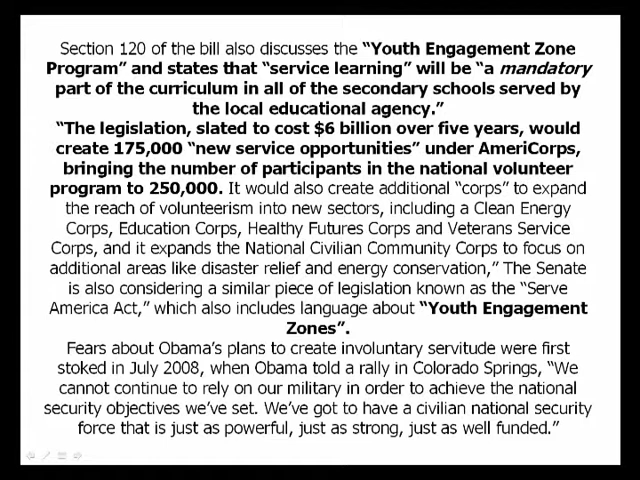 Section 120 of the bill also discusses the “Youth Engagement Zone
Program” and states that “service learning” will be “a mandatory
part of the curriculum in all of the secondary schools served by
the local educational agency.”
“The legislation, slated to cost $6 billion over five years, would
create 175,000 “new service opportunities” under AmeriCorps,
bringing the number of participants in the national volunteer
program to 250,000. It would also create additional “corps” to expand
the reach of volunteerism into new sectors, including a Clean Energy
Corps, Education Corps, Healthy Futures Corps and Veterans Service
Corps, and it expands the National Civilian Community Corps to focus on
additional areas like disaster relief and energy conservation,” The Senate
is also considering a similar piece of legislation known as the “Serve
America Act,” which also includes language about “Youth Engagement
Zones”.
Fears about Obama’s plans to create involuntary servitude were first
stoked in July 2008, when Obama told a rally in Colorado Springs, “We
cannot continue to rely on our military in order to achieve the national
security objectives we’ve set. We’ve got to have a civilian national security
force that is just as powerful, just as strong, just as well funded.”